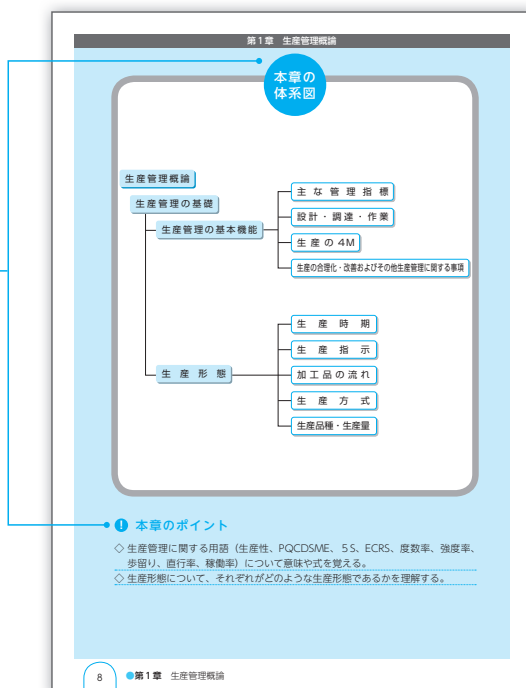 第1章 生産管理概論
本章の
体系図
生産管理概論
生産管理の基礎
生産管理の基本機能
主な管理指標
設計・調達・作業
生産の4M
生産の合理化・改善およびその他生産管理に関する事項
生産形態
生産時期
生産指示
加工品の流れ
生産方式
生産品種・生産量
! 本章のポイント
◇生産管理に関する用語（生産性、PQCDSME、5S、ECRS、度数率、強度率、
歩留り、直行率、稼働率）について意味や式を覚える。
◇生産形態について、それぞれがどのような生産形態であるかを理解する。
8 ●第1章 生産管理概論